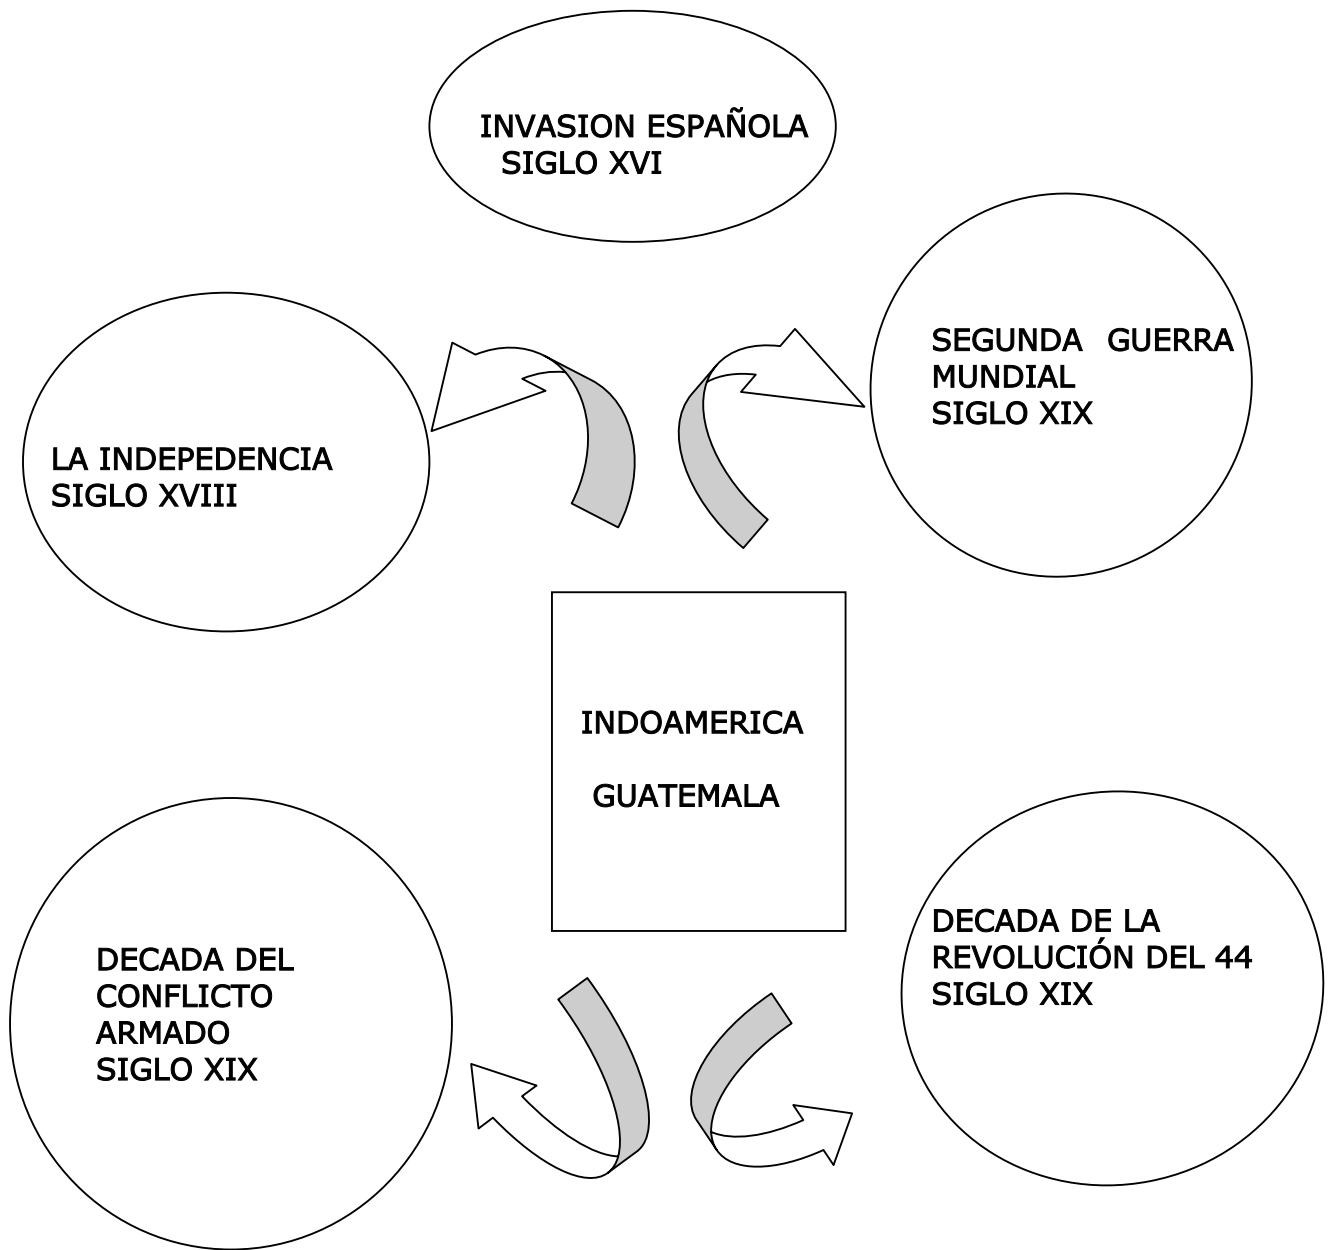 INVASION ESPAÑOLA
SIGLO XVI
SEGUNDA GUERRA
MUNDIAL
SIGLO XIX
LA INDEPEDENCIA
SIGLO XVIII
INDOAMERICA
GUATEMALA
DECADA DEL
CONFLICTO
ARMADO
SIGLO XIX
DECADA DE LA
REVOLUCIÓN DEL 44
SIGLO XIX